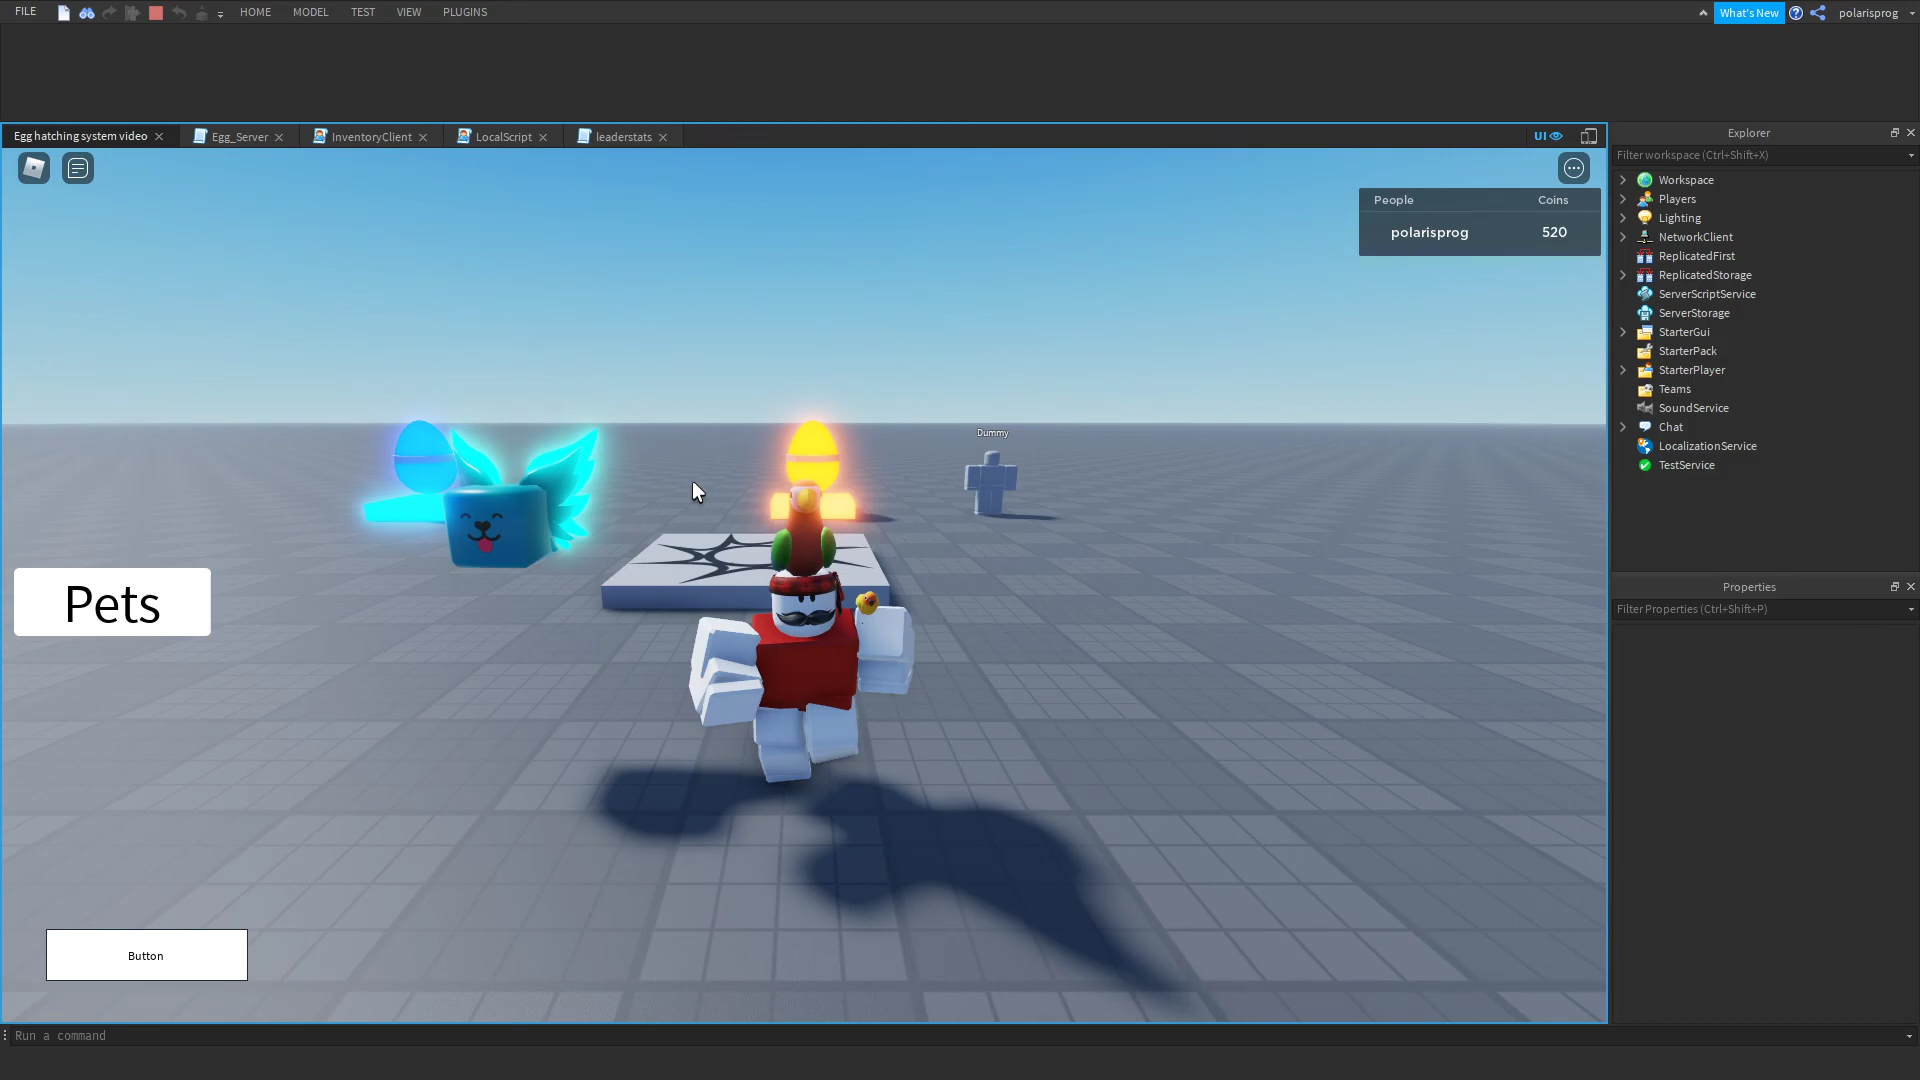 FILE
HOME
MODEL
TEST
VIEW
PLUGINS
What's New
polarisprog
Egg hatching system video
Egg_Server
InventoryClient
LocalScript
leaderstats
UI
Explorer
Filter workspace (Ctrl+Shift+X)
Workspace
Players
Lighting
NetworkClient
ReplicatedFirst
ReplicatedStorage
ServerScriptService
ServerStorage
StarterGui
StarterPack
StarterPlayer
Teams
SoundService
Chat
LocalizationService
TestService
People Coins
polarisprog 520
Dummy
Pets
Button
Properties
Filter Properties (Ctrl+Shift+P)
Run a command